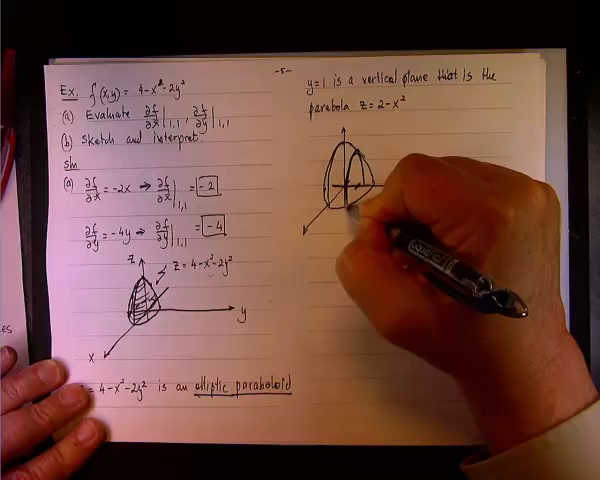 -5-
Ex. f(x,y) = 4-x²-2y²
(a) Evaluate ∂f/∂x|1,1, ∂f/∂y|1,1
(b) Sketch and interpret.
Sln
(a) ∂f/∂x = -2x ⇒ ∂f/∂x|1,1 = -2
∂f/∂y = -4y ⇒ ∂f/∂y|1,1 = -4
z
z = 4-x²-2y²
y
x
= 4-x²-2y² is an elliptic paraboloid
y=1 is a vertical plane that is the
parabola z = 2-x²